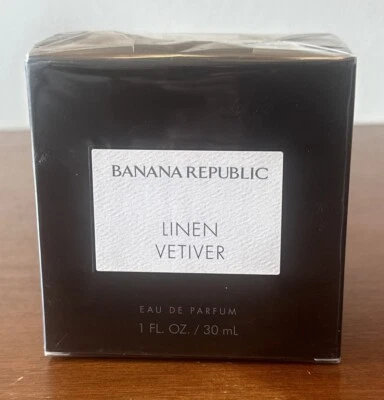 BANANA REPUBLIC
LINEN
VETIVER
EAU DE PARFUM
1 FL. OZ. / 30 mL